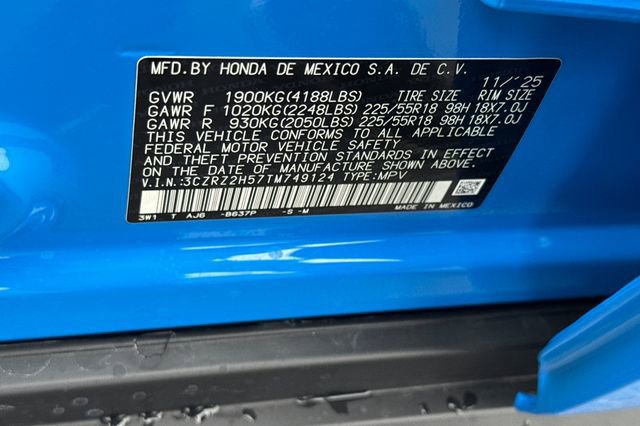 MFD. BY HONDA DE MEXICO S.A. DE C.V. 11/'25
GVWR 1900KG(4188LBS) TIRE SIZE RIM SIZE
GAWR F 1020KG(2248LBS) 225/55R18 98H 18X7.0J
GAWR R 930KG(2050LBS) 225/55R18 98H 18X7.0J
THIS VEHICLE CONFORMS TO ALL APPLICABLE
FEDERAL MOTOR VEHICLE SAFETY
AND THEFT PREVENTION STANDARDS IN EFFECT
ON THE DATE OF MANUFACTURE SHOWN ABOVE.
V.I.N.:3CZRZ2H57TM749124 TYPE:MPV
3W1 T AJ6 -B637P -S -M MADE IN MEXICO